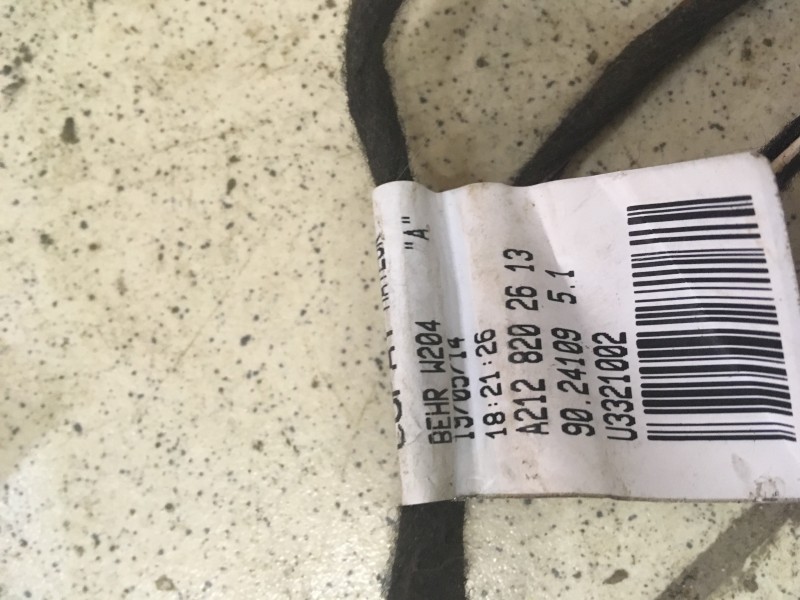 "A"
BEHR W204
19/05/14
18:21:26
A212 820 26 13
90.24109 5.1
U3321002